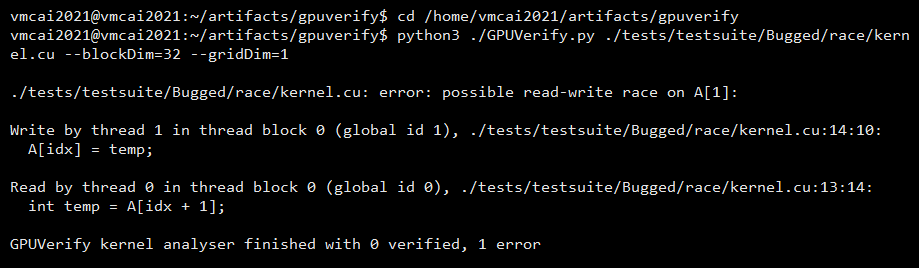 vmcai2021@vmcai2021:~/artifacts/gpuverify$ cd /home/vmcai2021/artifacts/gpuverify
vmcai2021@vmcai2021:~/artifacts/gpuverify$ python3 ./GPUVerify.py ./tests/testsuite/Bugged/race/kern
el.cu --blockDim=32 --gridDim=1
./tests/testsuite/Bugged/race/kernel.cu: error: possible read-write race on A[1]:
Write by thread 1 in thread block 0 (global id 1), ./tests/testsuite/Bugged/race/kernel.cu:14:10:
A[idx] = temp;
Read by thread 0 in thread block 0 (global id 0), ./tests/testsuite/Bugged/race/kernel.cu:13:14:
int temp = A[idx + 1];
GPUVerify kernel analyser finished with 0 verified, 1 error